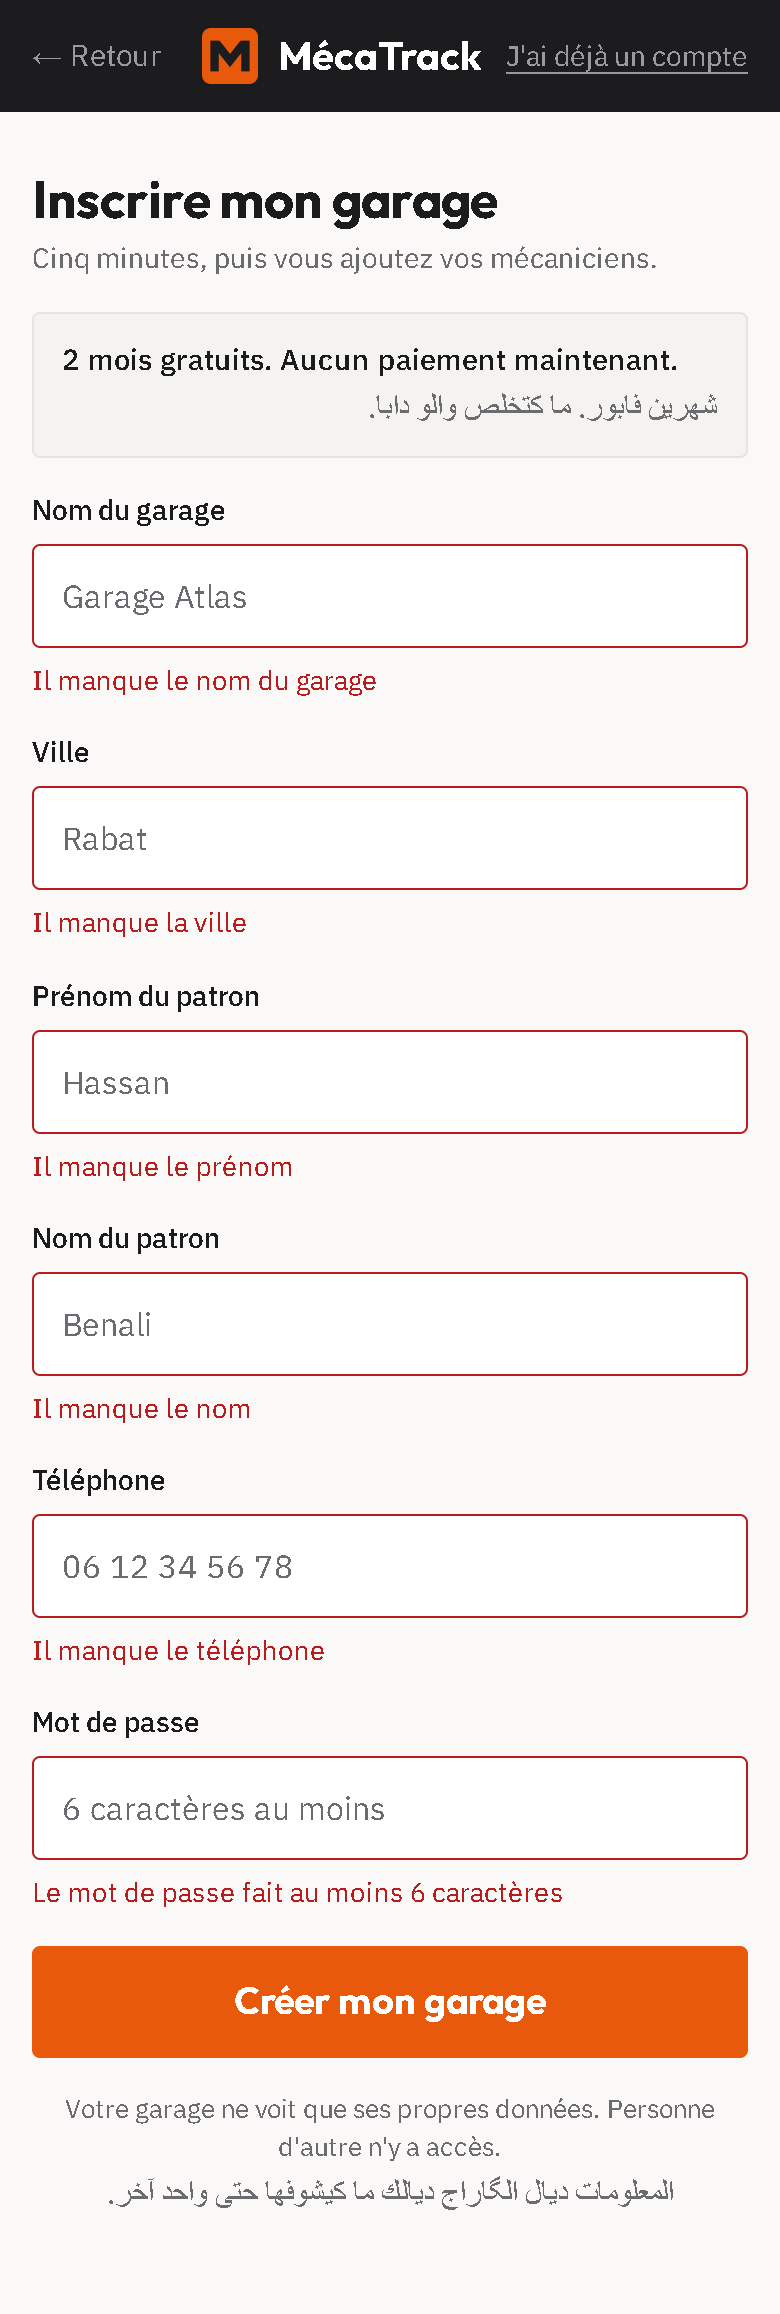 ← Retour
M MécaTrack
J'ai déjà un compte
Inscrire mon garage
Cinq minutes, puis vous ajoutez vos mécaniciens.
2 mois gratuits. Aucun paiement maintenant.
شهرين فابور. ما كتخلص والو دابا.
Nom du garage
Garage Atlas
Il manque le nom du garage
Ville
Rabat
Il manque la ville
Prénom du patron
Hassan
Il manque le prénom
Nom du patron
Benali
Il manque le nom
Téléphone
06 12 34 56 78
Il manque le téléphone
Mot de passe
6 caractères au moins
Le mot de passe fait au moins 6 caractères
Créer mon garage
Votre garage ne voit que ses propres données. Personne
d'autre n'y a accès.
المعلومات ديال الگاراج ديالك ما كيشوفها حتى واحد آخر.